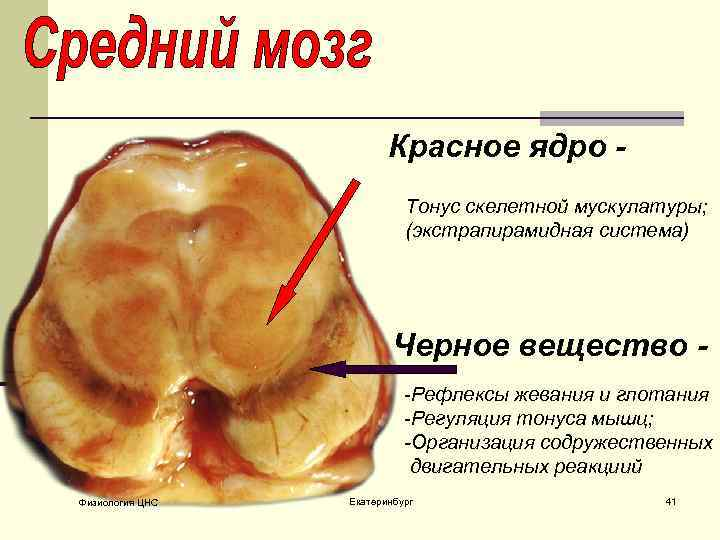 Средний мозг
Красное ядро -
Тонус скелетной мускулатуры;
(экстрапирамидная система)
Черное вещество -
-Рефлексы жевания и глотания
-Регуляция тонуса мышц;
-Организация содружественных
двигательных реакциий
Физиология ЦНС
Екатеринбург
41